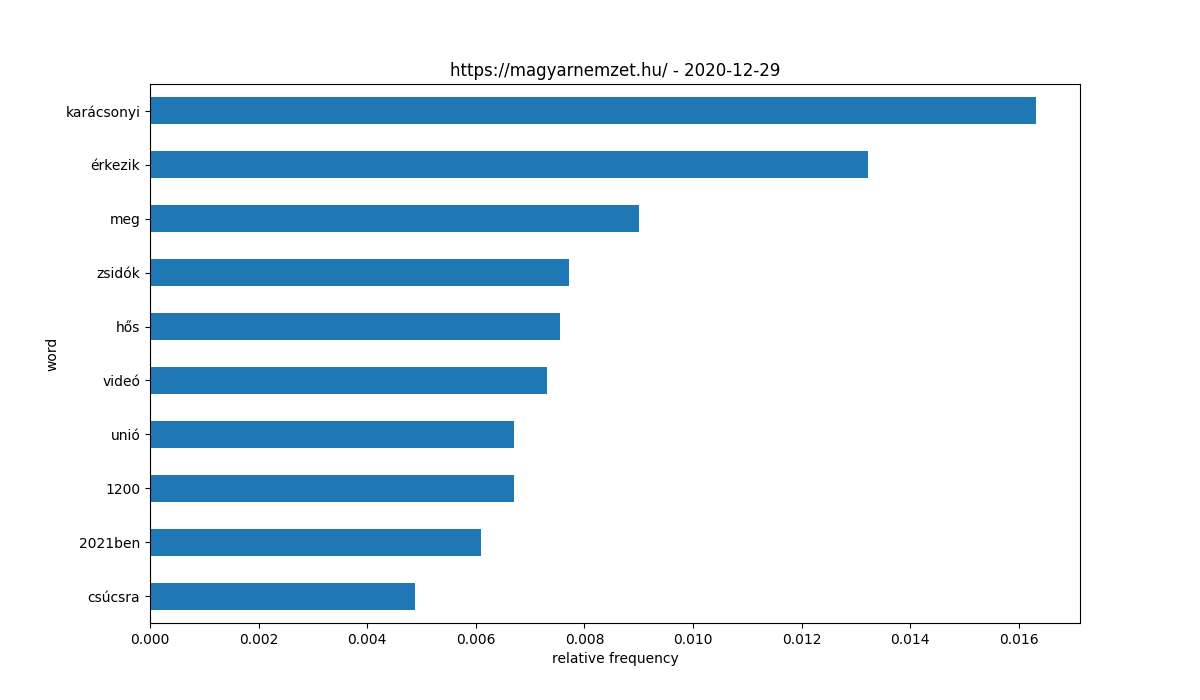 https://magyarnemzet.hu/ - 2020-12-29
karácsonyi
érkezik
meg
zsidók
hős
videó
unió
1200
2021ben
csúcsra
word
0.000 0.002 0.004 0.006 0.008 0.010 0.012 0.014 0.016
relative frequency